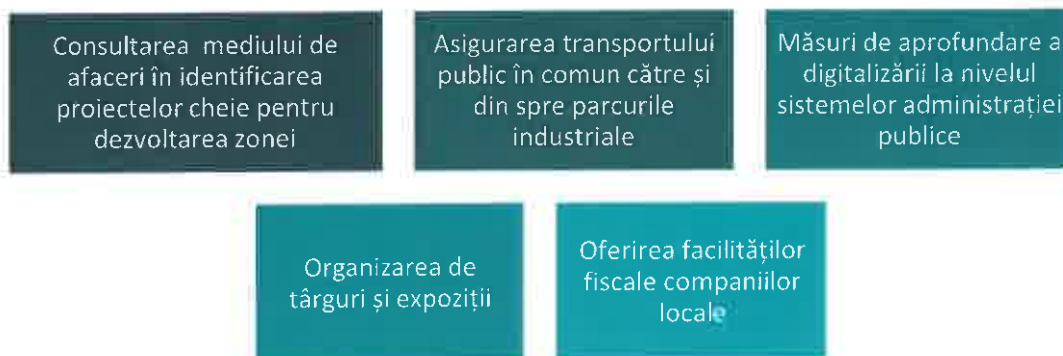 Consultarea mediului de
afaceri în identificarea
proiectelor cheie pentru
dezvoltarea zonei
Asigurarea transportului
public în comun către și
din spre parcurile
industriale
Măsuri de aprofundare a
digitalizării la nivelul
sistemelor administrației
publice
Organizarea de
târguri și expoziții
Oferirea facilităților
fiscale companiilor
locale